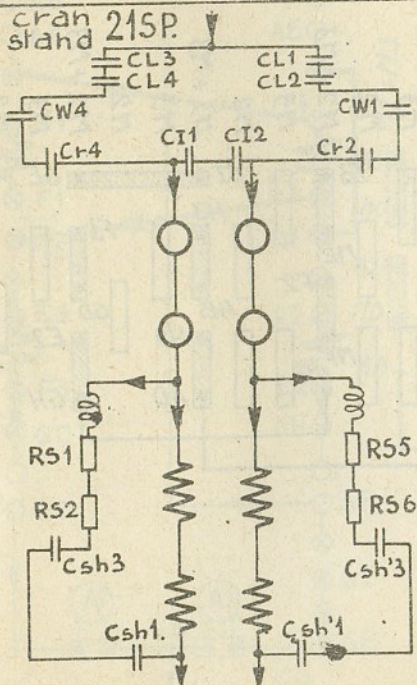 cran
stand 21SP.
CL3 CL1
CL4 CL2
CW4 CW1
Cr4 CI1 CI2 Cr2
RS1 RS5
RS2 RS6
Csh3 Csh'3
Csh1. Csh'1